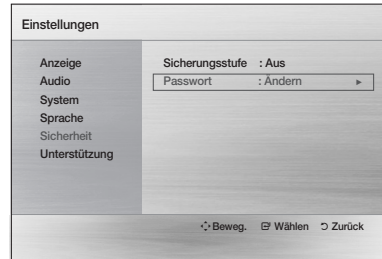 Einstellungen
Anzeige
Audio
System
Sprache
Sicherheit
Unterstützung
Sicherungsstufe : Aus
Passwort : Ändern ►
Beweg. Wählen Zurück